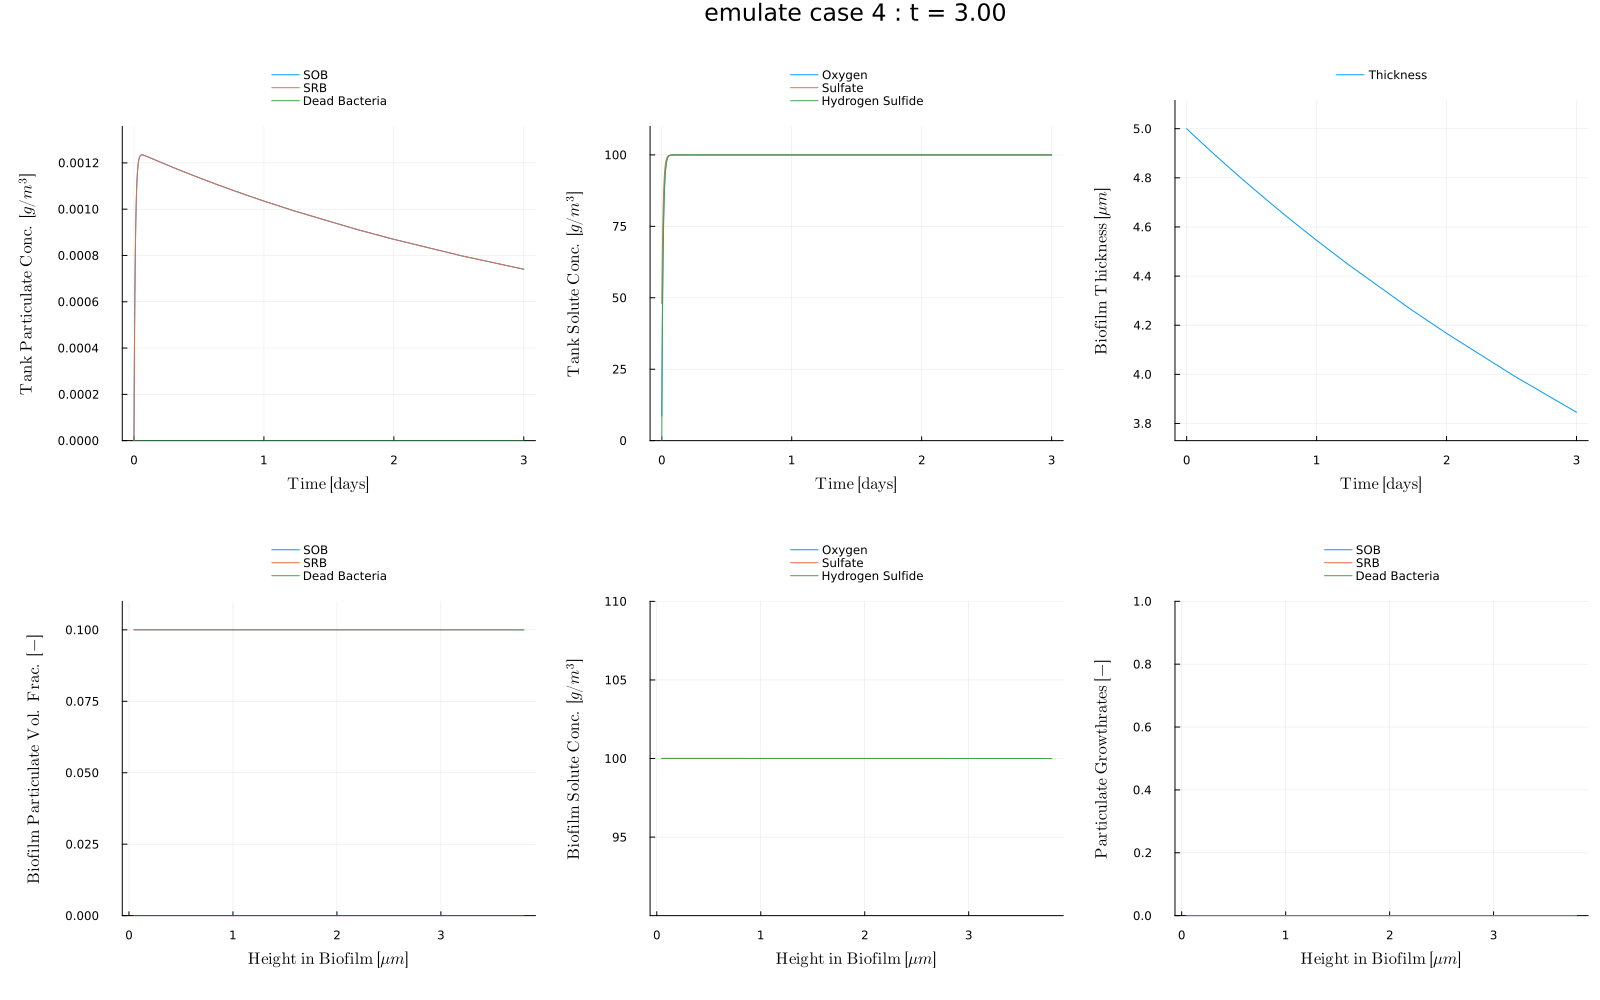 emulate case 4 : t = 3.00
SOB
SRB
Dead Bacteria
Tank Particulate Conc. [g/m³]
0.0012
0.0010
0.0008
0.0006
0.0004
0.0002
0.0000
0 1 2 3
Time [days]
Oxygen
Sulfate
Hydrogen Sulfide
Tank Solute Conc. [g/m³]
100
75
50
25
0
0 1 2 3
Time [days]
Thickness
Biofilm Thickness [μm]
5.0
4.8
4.6
4.4
4.2
4.0
3.8
0 1 2 3
Time [days]
SOB
SRB
Dead Bacteria
Biofilm Particulate Vol. Frac. [−]
0.100
0.075
0.050
0.025
0.000
0 1 2 3
Height in Biofilm [μm]
Oxygen
Sulfate
Hydrogen Sulfide
Biofilm Solute Conc. [g/m³]
110
105
100
95
0 1 2 3
Height in Biofilm [μm]
SOB
SRB
Dead Bacteria
Particulate Growthrates [−]
1.0
0.8
0.6
0.4
0.2
0.0
0 1 2 3
Height in Biofilm [μm]